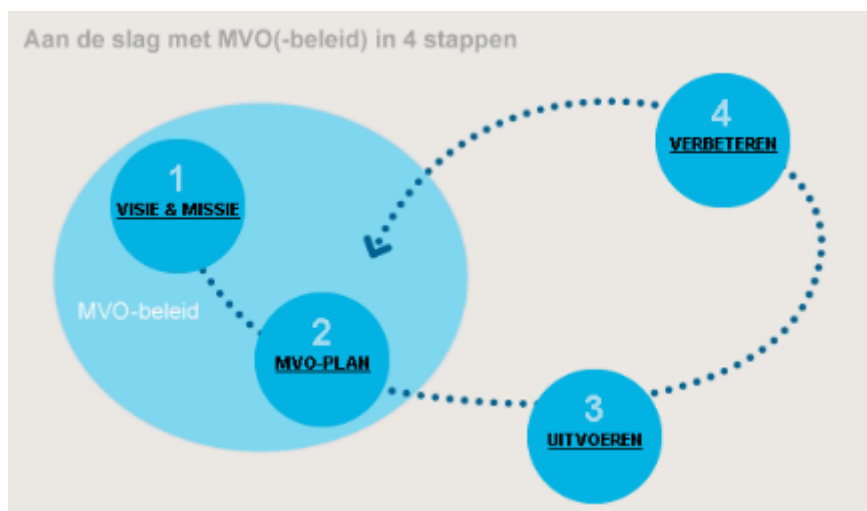 Aan de slag met MVO(-beleid) in 4 stappen
1
VISIE & MISSIE
MVO-beleid
2
MVO-PLAN
3
UITVOEREN
4
VERBETEREN